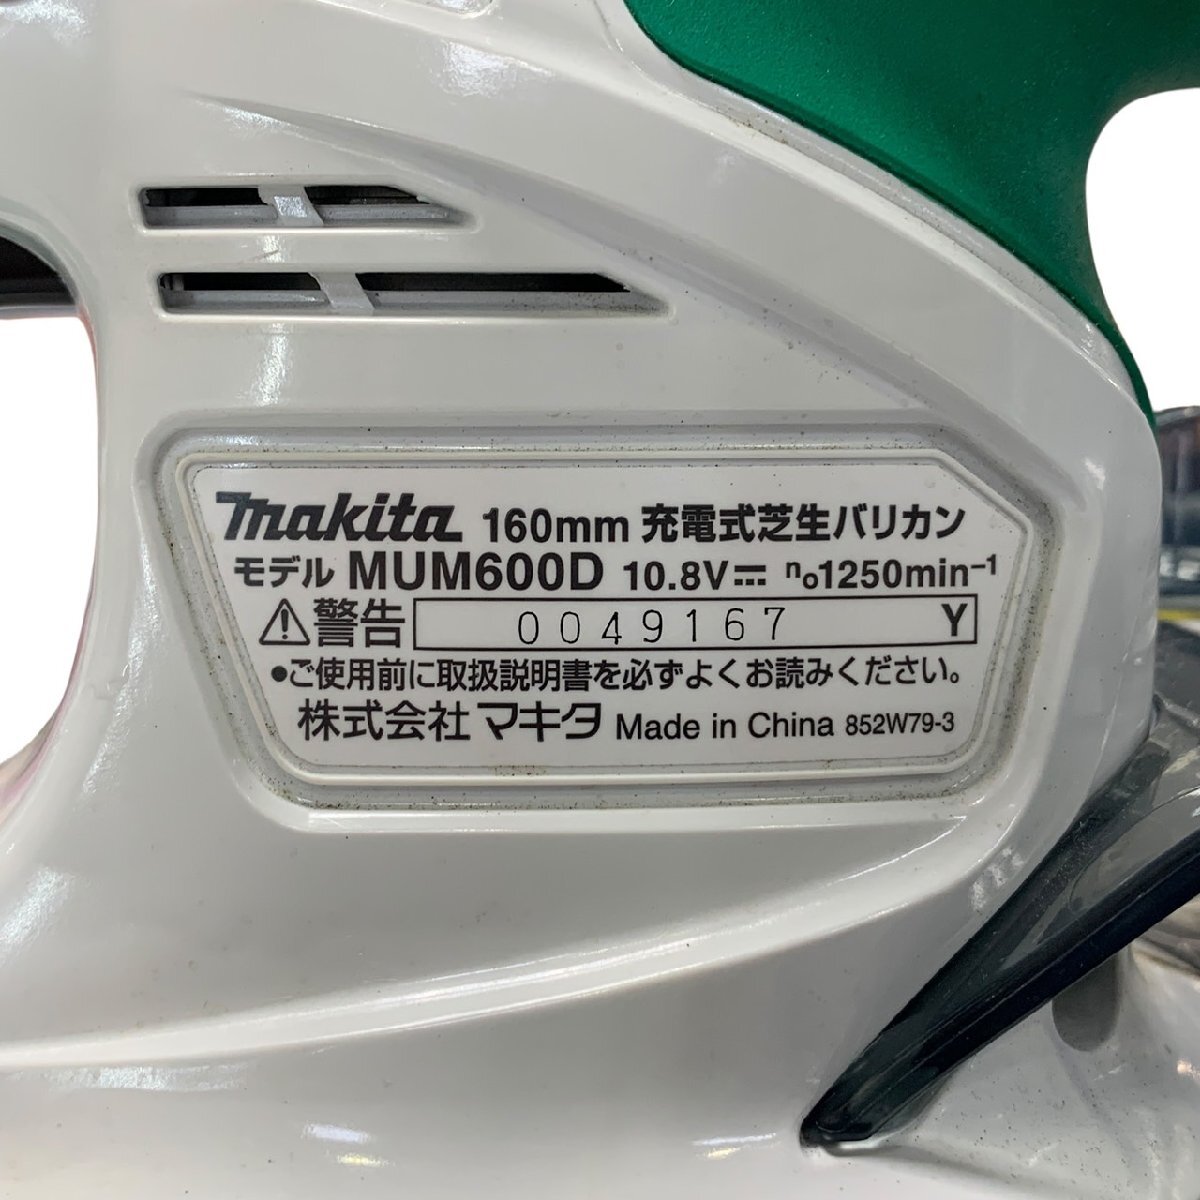 makita 160mm 充電式芝生バリカン
モデル MUM600D 10.8V⎓ n₀1250min⁻¹
⚠警告 0049167 Y
●ご使用前に取扱説明書を必ずよくお読みください。
株式会社 マキタ Made in China 852W79-3